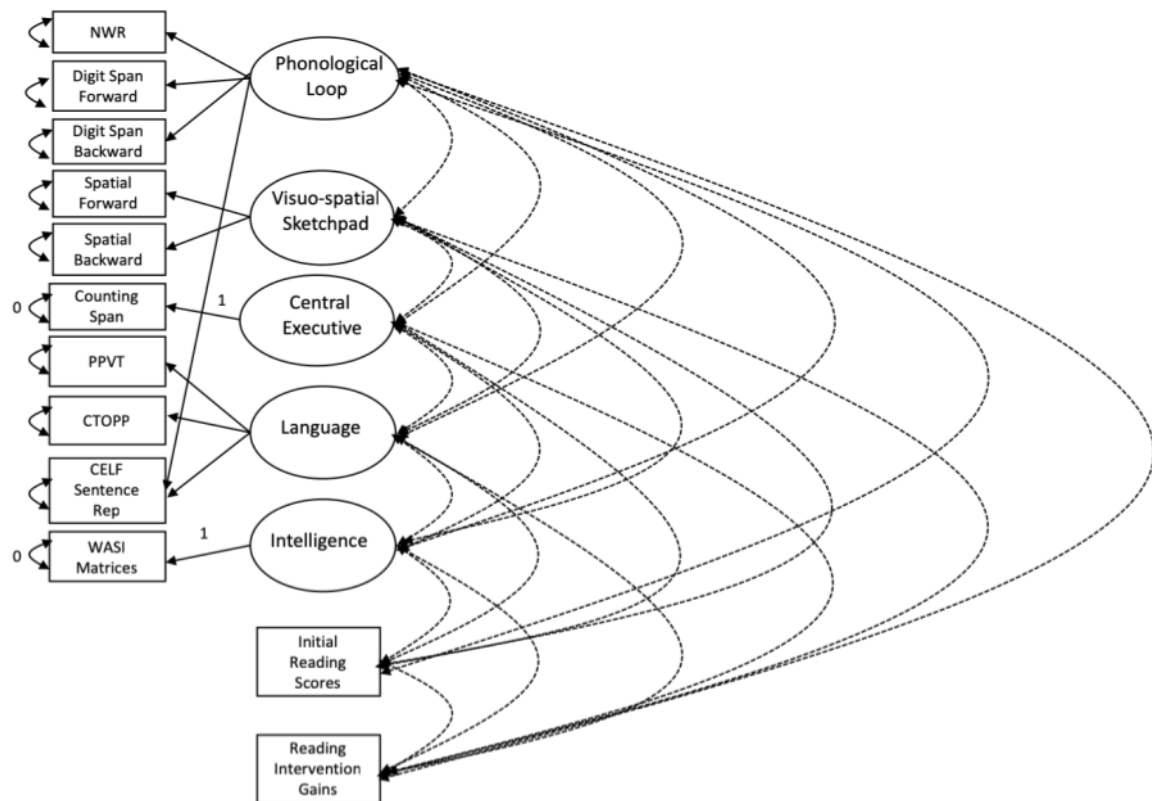 NWR
Digit Span
Forward
Digit Span
Backward
Spatial
Forward
Spatial
Backward
0
Counting
Span
PPVT
CTOPP
CELF
Sentence
Rep
0
WASI
Matrices
1
1
Phonological
Loop
Visuo-spatial
Sketchpad
Central
Executive
Language
Intelligence
Initial
Reading
Scores
Reading
Intervention
Gains